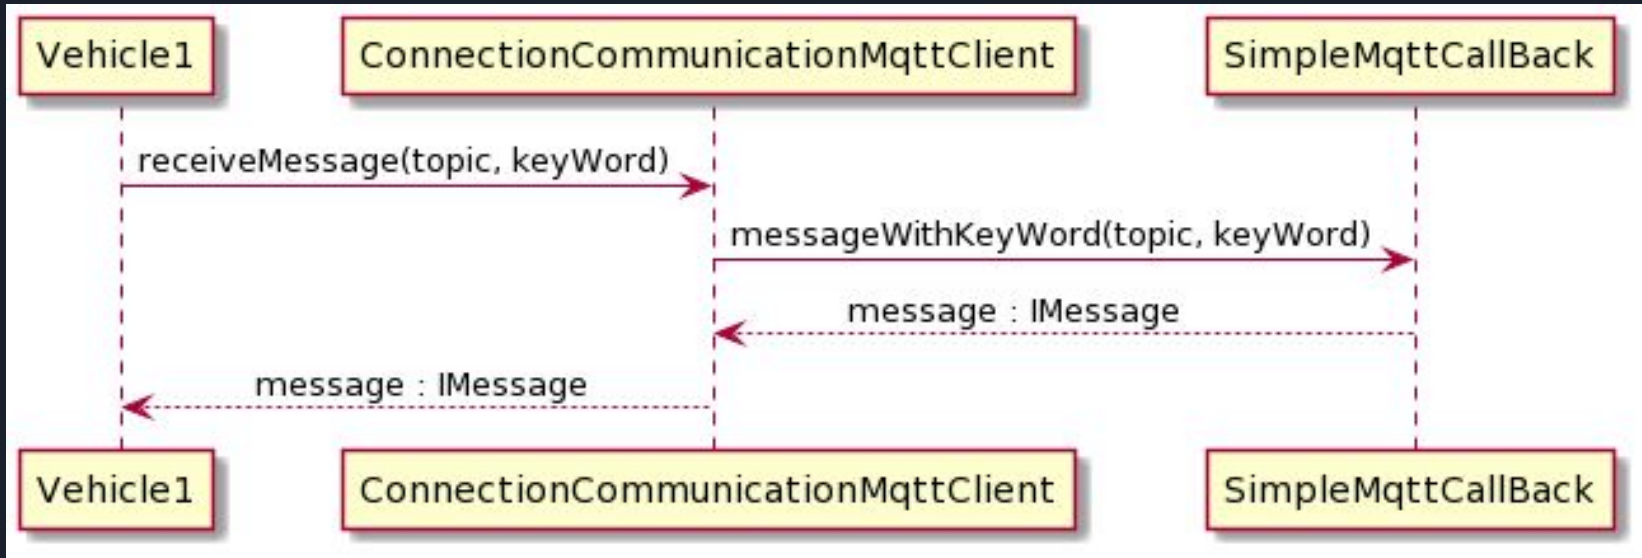 Vehicle1
ConnectionCommunicationMqttClient
SimpleMqttCallBack
receiveMessage(topic, keyWord)
messageWithKeyWord(topic, keyWord)
message : IMessage
message : IMessage
Vehicle1
ConnectionCommunicationMqttClient
SimpleMqttCallBack